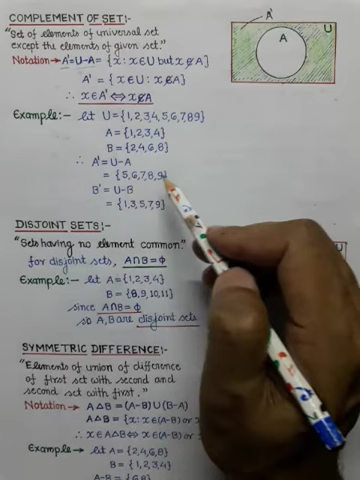 COMPLEMENT OF SET:-
"Set of elements of universal set
except the elements of given set."
Notation→ A'=U-A= {x: x∈U but x∉A}
A' = {x∈U: x∉A}
∴ x∈A' ⇔ x∉A
Example:- let U={1,2,3,4,5,6,7,89}
A={1,2,3,4}
B={2,4,6,8}
∴ A'=U-A
= {5,6,7,8,9}
B'= U-B
= {1,3,5,7,9}
A'
U
A
DISJOINT SETS:-
"Sets having no element common."
for disjoint sets, A∩B=Φ
Example:- let A={1,2,3,4}
B={8,9,10,11}
since A∩B=Φ
so A,B are disjoint sets
SYMMETRIC DIFFERENCE:-
"Elements of union of difference
of first set with second and
second set with first."
Notation→ A△B=(A-B)U(B-A)
A△B={x: x∈(A-B) or x
∴ x∈A△B⇔ x∈(A-B) or
Example→ let A={2,4,6,8}
B={1,2,3,4}
A-B = {6,8}